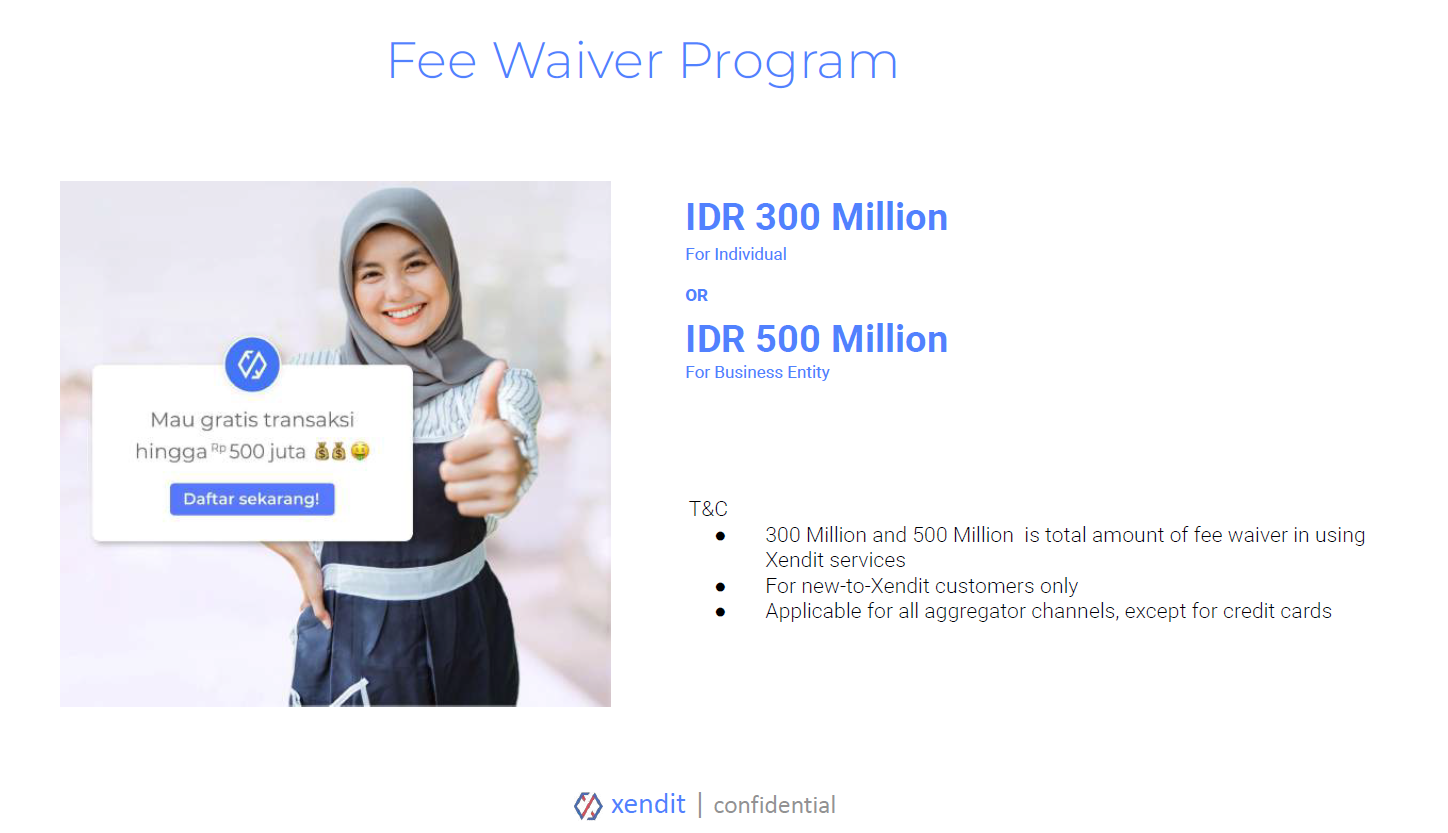 Fee Waiver Program
IDR 300 Million
For Individual
OR
IDR 500 Million
For Business Entity
Mau gratis transaksi
hingga Rp 500 juta 💰💰🤑
Daftar sekarang!
T&C
● 300 Million and 500 Million is total amount of fee waiver in using
Xendit services
● For new-to-Xendit customers only
● Applicable for all aggregator channels, except for credit cards
xendit | confidential